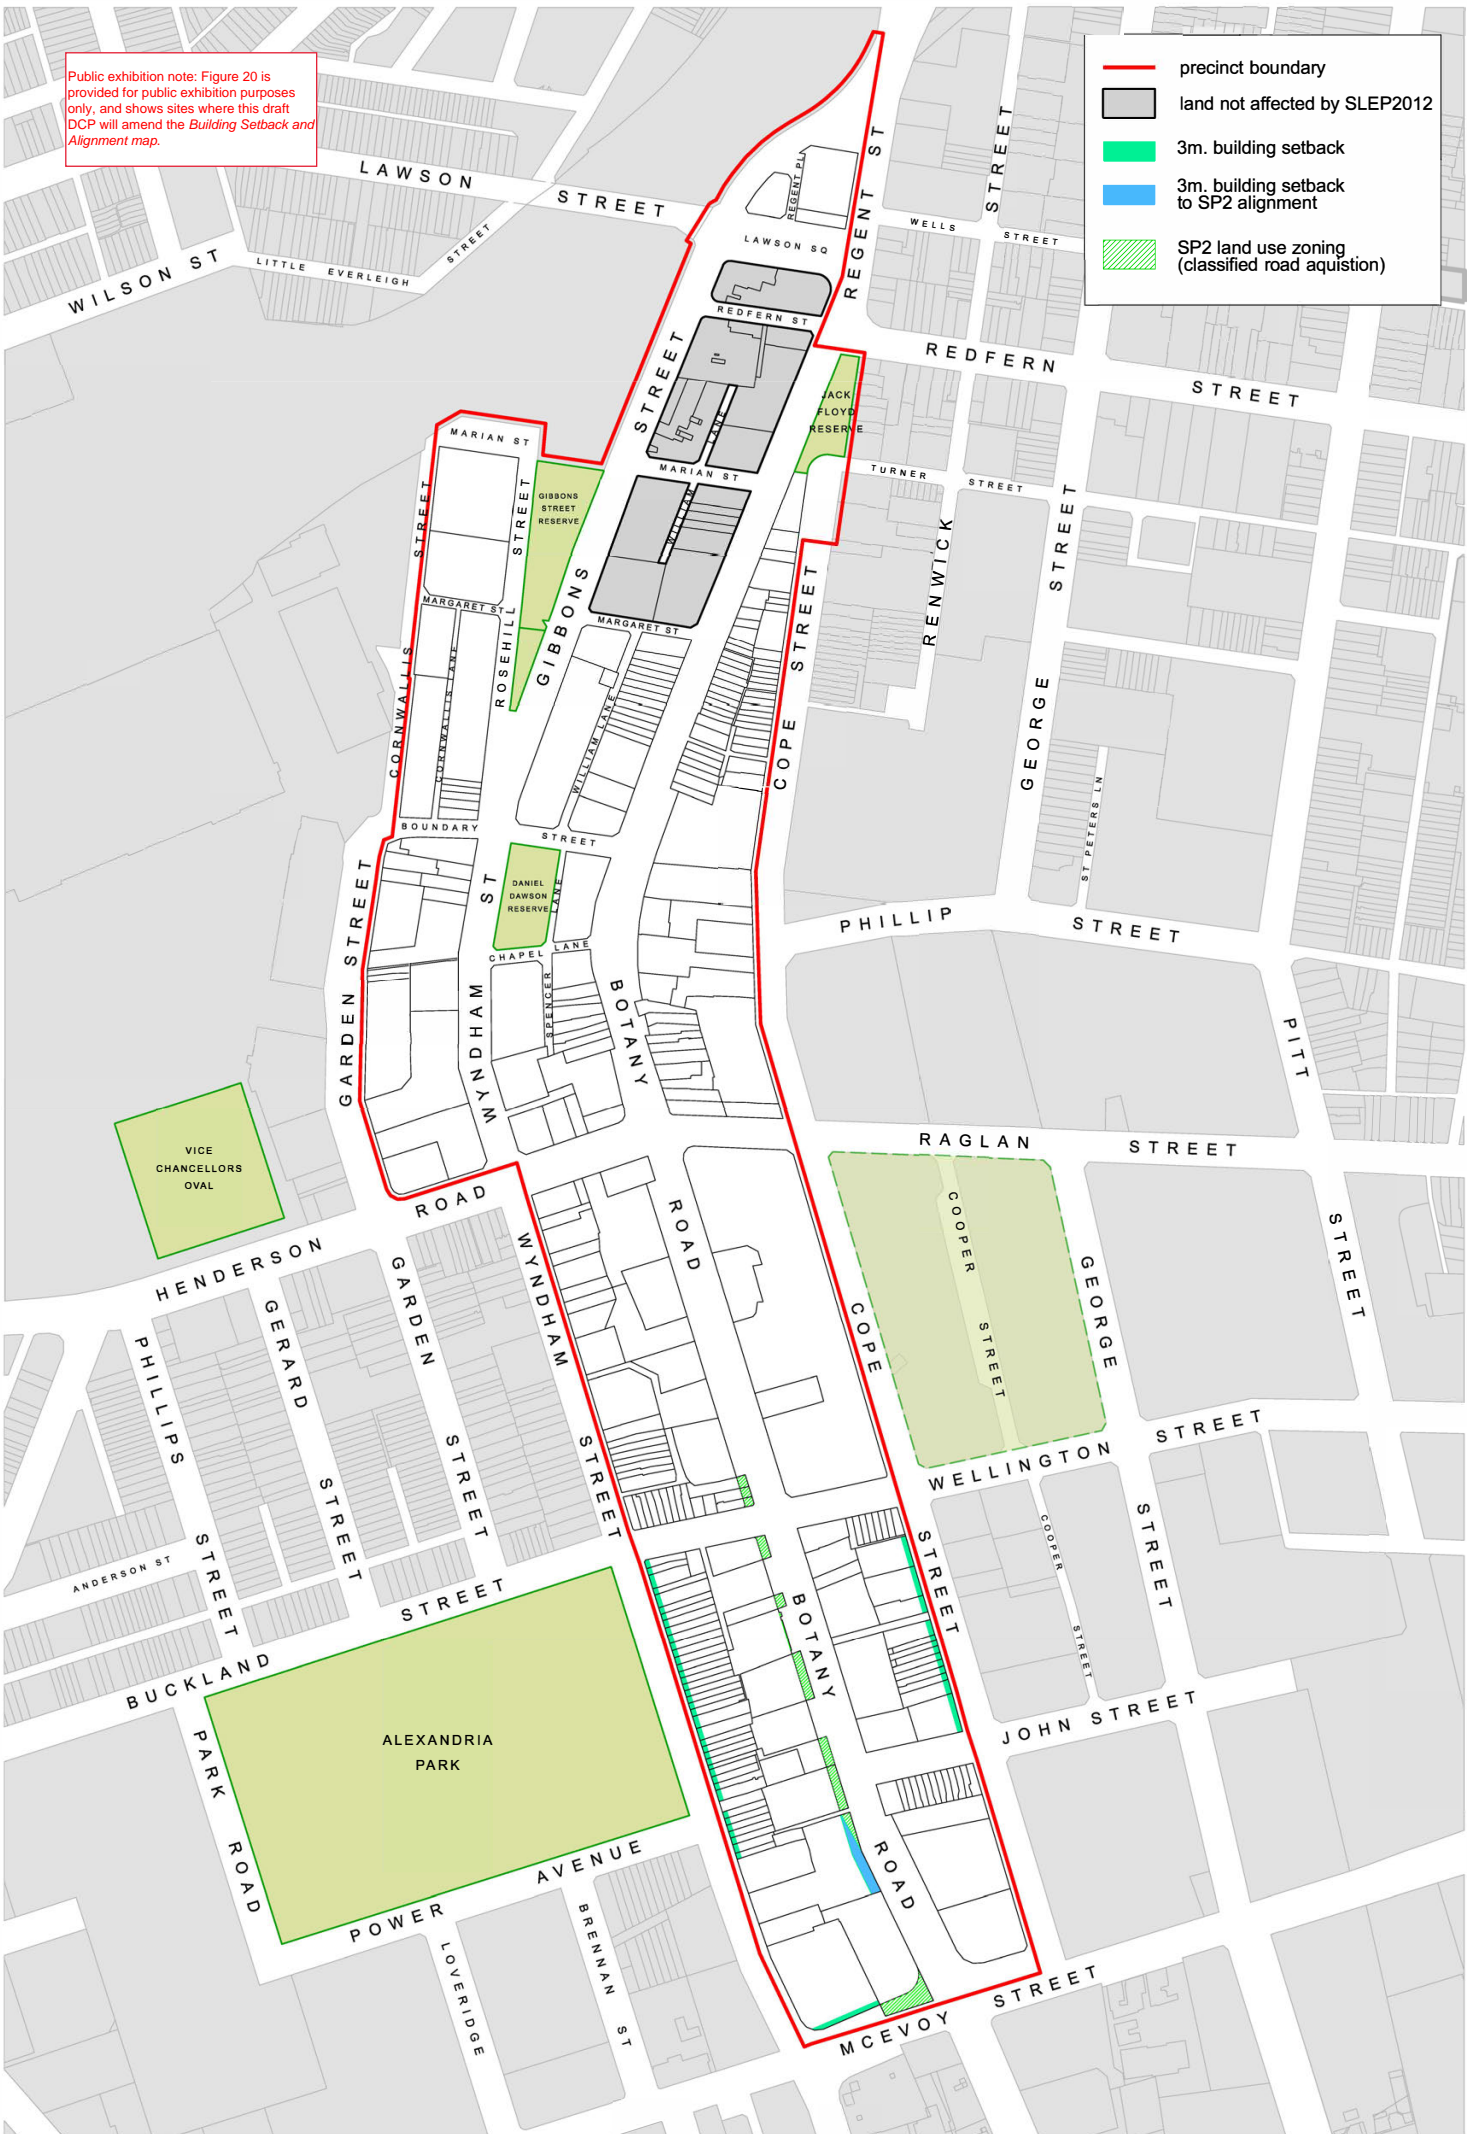 Public exhibition note: Figure 20 is
provided for public exhibition purposes
only, and shows sites where this draft
DCP will amend the Building Setback and
Alignment map.
precinct boundary
land not affected by SLEP2012
3m. building setback
3m. building setback
to SP2 alignment
SP2 land use zoning
(classified road aquistion)
LAWSON STREET
WILSON ST
LITTLE EVERLEIGH STREET
REGENT PL
REGENT ST
STREET
WELLS STREET
LAWSON SQ
REDFERN ST
REDFERN STREET
JACK
FLOYD
RESERVE
LANE
MARIAN ST
MARIAN ST
TURNER STREET
GIBBONS
STREET
RESERVE
GIBBONS STREET
WILLIAM
MARGARET ST
MARGARET ST
CORNWALLIS STREET
CORNWALLIS LANE
ROSEHILL STREET
WILLIAM LANE
COPE STREET
RENWICK
GEORGE STREET
ST PETERS LN
BOUNDARY STREET
DANIEL
DAWSON
RESERVE
LANE
CHAPEL LANE
SPENCER
GARDEN STREET
WYNDHAM ST
BOTANY ROAD
PHILLIP STREET
PITT STREET
RAGLAN STREET
VICE
CHANCELLORS
OVAL
HENDERSON ROAD
COOPER STREET
GEORGE STREET
COPE STREET
WELLINGTON STREET
PHILLIPS STREET
GERARD STREET
GARDEN STREET
WYNDHAM STREET
ANDERSON ST
BUCKLAND STREET
COOPER STREET
BOTANY ROAD
JOHN STREET
ALEXANDRIA
PARK
PARK ROAD
POWER AVENUE
LOVERIDGE
BRENNAN ST
MCEVOY STREET